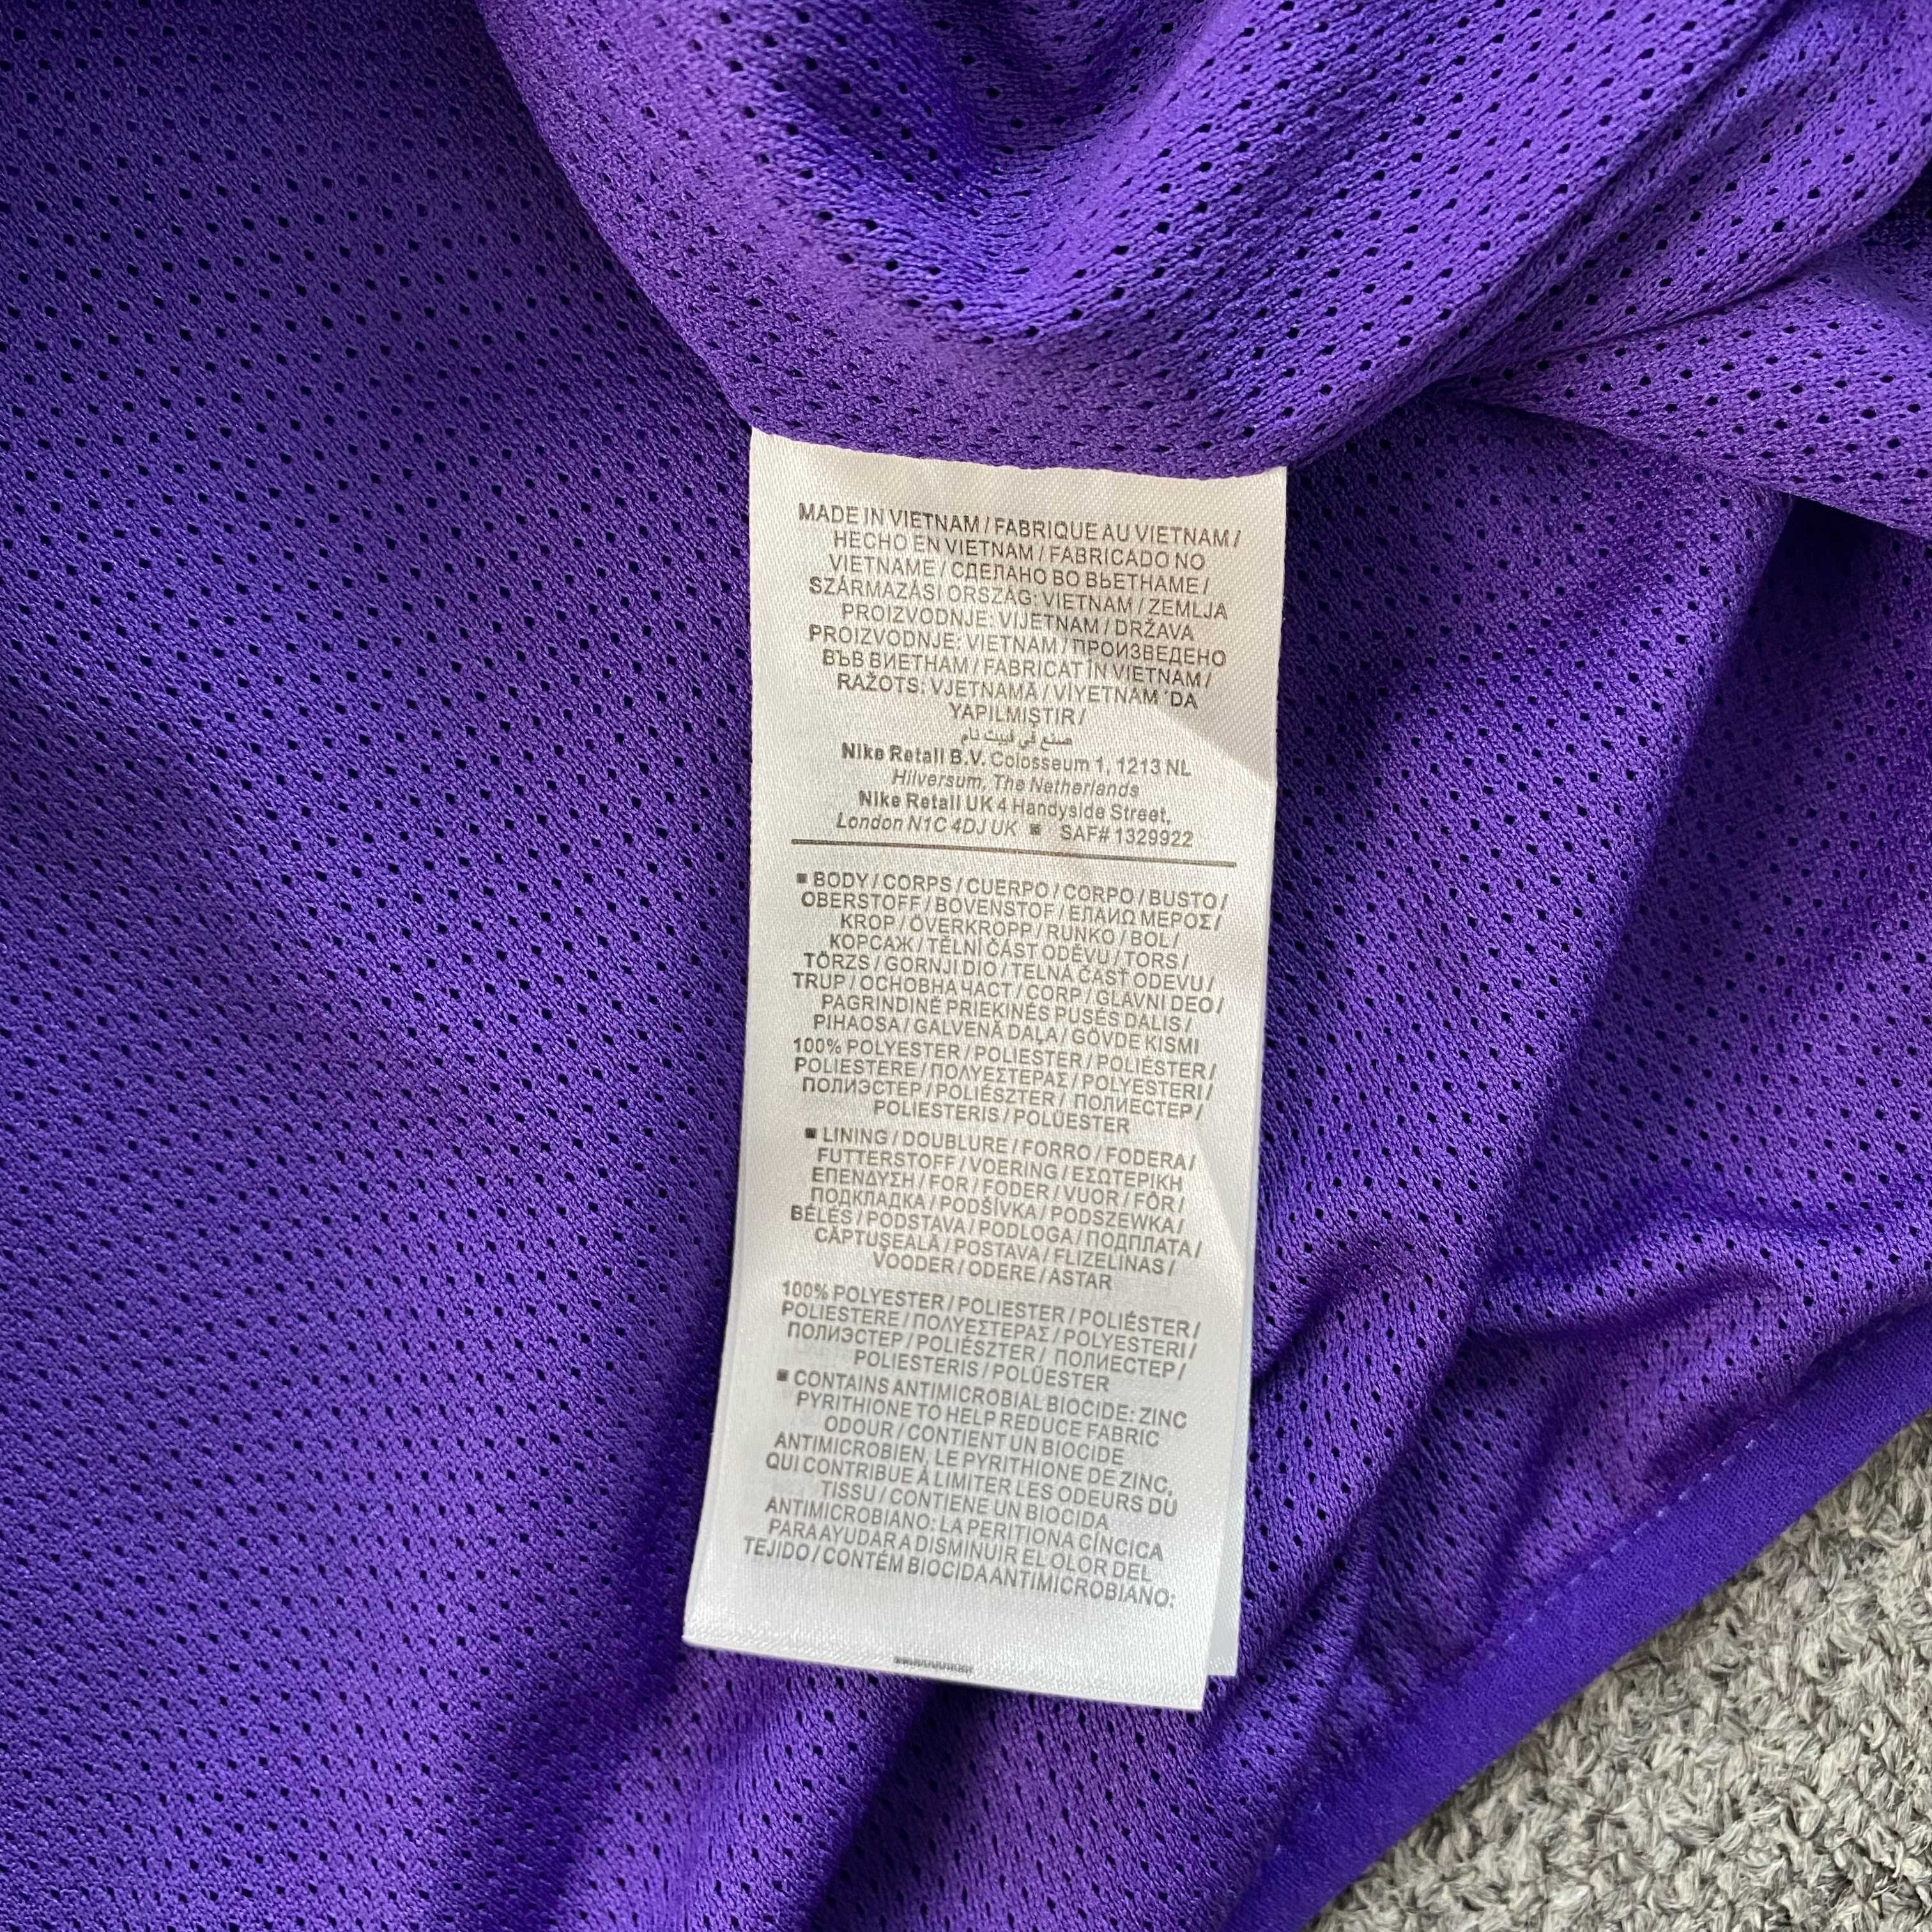 MADE IN VIETNAM / FABRIQUE AU VIETNAM /
HECHO EN VIETNAM / FABRICADO NO
VIETNAME / СДЕЛАНО ВО ВЬЕТНАМЕ /
SZÁRMAZÁSI ORSZÁG: VIETNAM / ZEMLJA
PROIZVODNJE: VIJETNAM / DRŽAVA
PROIZVODNJE: VIETNAM / ПРОИЗВЕДЕНО
ВЪВ ВИЕТНАМ / FABRICAT ÎN VIETNAM /
RAŽOTS: VJETNAMĀ / VIYETNAM 'DA
YAPILMIŞTIR /
صنع في فييت نام
Nike Retail B.V. Colosseum 1, 1213 NL
Hilversum, The Netherlands
Nike Retail UK 4 Handyside Street,
London N1C 4DJ UK ■ SAF# 1329922
■ BODY / CORPS / CUERPO / CORPO / BUSTO /
OBERSTOFF / BOVENSTOF / ΕΠΑΝΩ ΜΕΡΟΣ /
KROP / ÖVERKROPP / RUNKO / BOL /
КОРСАЖ / TĚLNÍ ČÁST ODĚVU / TORS /
TÖRZS / GORNJI DIO / TELNÁ ČASŤ ODEVU /
TRUP / ОСНОВНА ЧАСТ / CORP / GLAVNI DEO /
PAGRINDINĖ PRIEKINĖS PUSĖS DALIS /
PIHAOSA / GALVENĀ DAĻA / GÖVDE KISMI
100% POLYESTER / POLIESTER / POLIÉSTER /
POLIESTERE / ΠΟΛΥΕΣΤΕΡΑΣ / POLYESTERI /
ПОЛИЭСТЕР / POLIÉSZTER / ПОЛИЕСТЕР /
POLIESTERIS / POLÜESTER
■ LINING / DOUBLURE / FORRO / FODERA /
FUTTERSTOFF / VOERING / ΕΣΩΤΕΡΙΚΗ
ΕΠΕΝΔΥΣΗ / FOR / FODER / VUOR / FÔR /
ПОДКЛАДКА / PODŠÍVKA / PODSZEWKA /
BÉLÉS / PODSTAVA / PODLOGA / ПОДПЛАТА /
CĂPTUŞEALĂ / POSTAVA / FLIZELINAS /
VOODER / ODERE / ASTAR
100% POLYESTER / POLIESTER / POLIÉSTER /
POLIESTERE / ΠΟΛΥΕΣΤΕΡΑΣ / POLYESTERI /
ПОЛИЭСТЕР / POLIÉSZTER / ПОЛИЕСТЕР /
POLIESTERIS / POLÜESTER
■ CONTAINS ANTIMICROBIAL BIOCIDE: ZINC
PYRITHIONE TO HELP REDUCE FABRIC
ODOUR / CONTIENT UN BIOCIDE
ANTIMICROBIEN, LE PYRITHIONE DE ZINC,
QUI CONTRIBUE À LIMITER LES ODEURS DU
TISSU / CONTIENE UN BIOCIDA
ANTIMICROBIANO: LA PERITIONA CÍNCICA
PARA AYUDAR A DISMINUIR EL OLOR DEL
TEJIDO / CONTÉM BIOCIDA ANTIMICROBIANO: